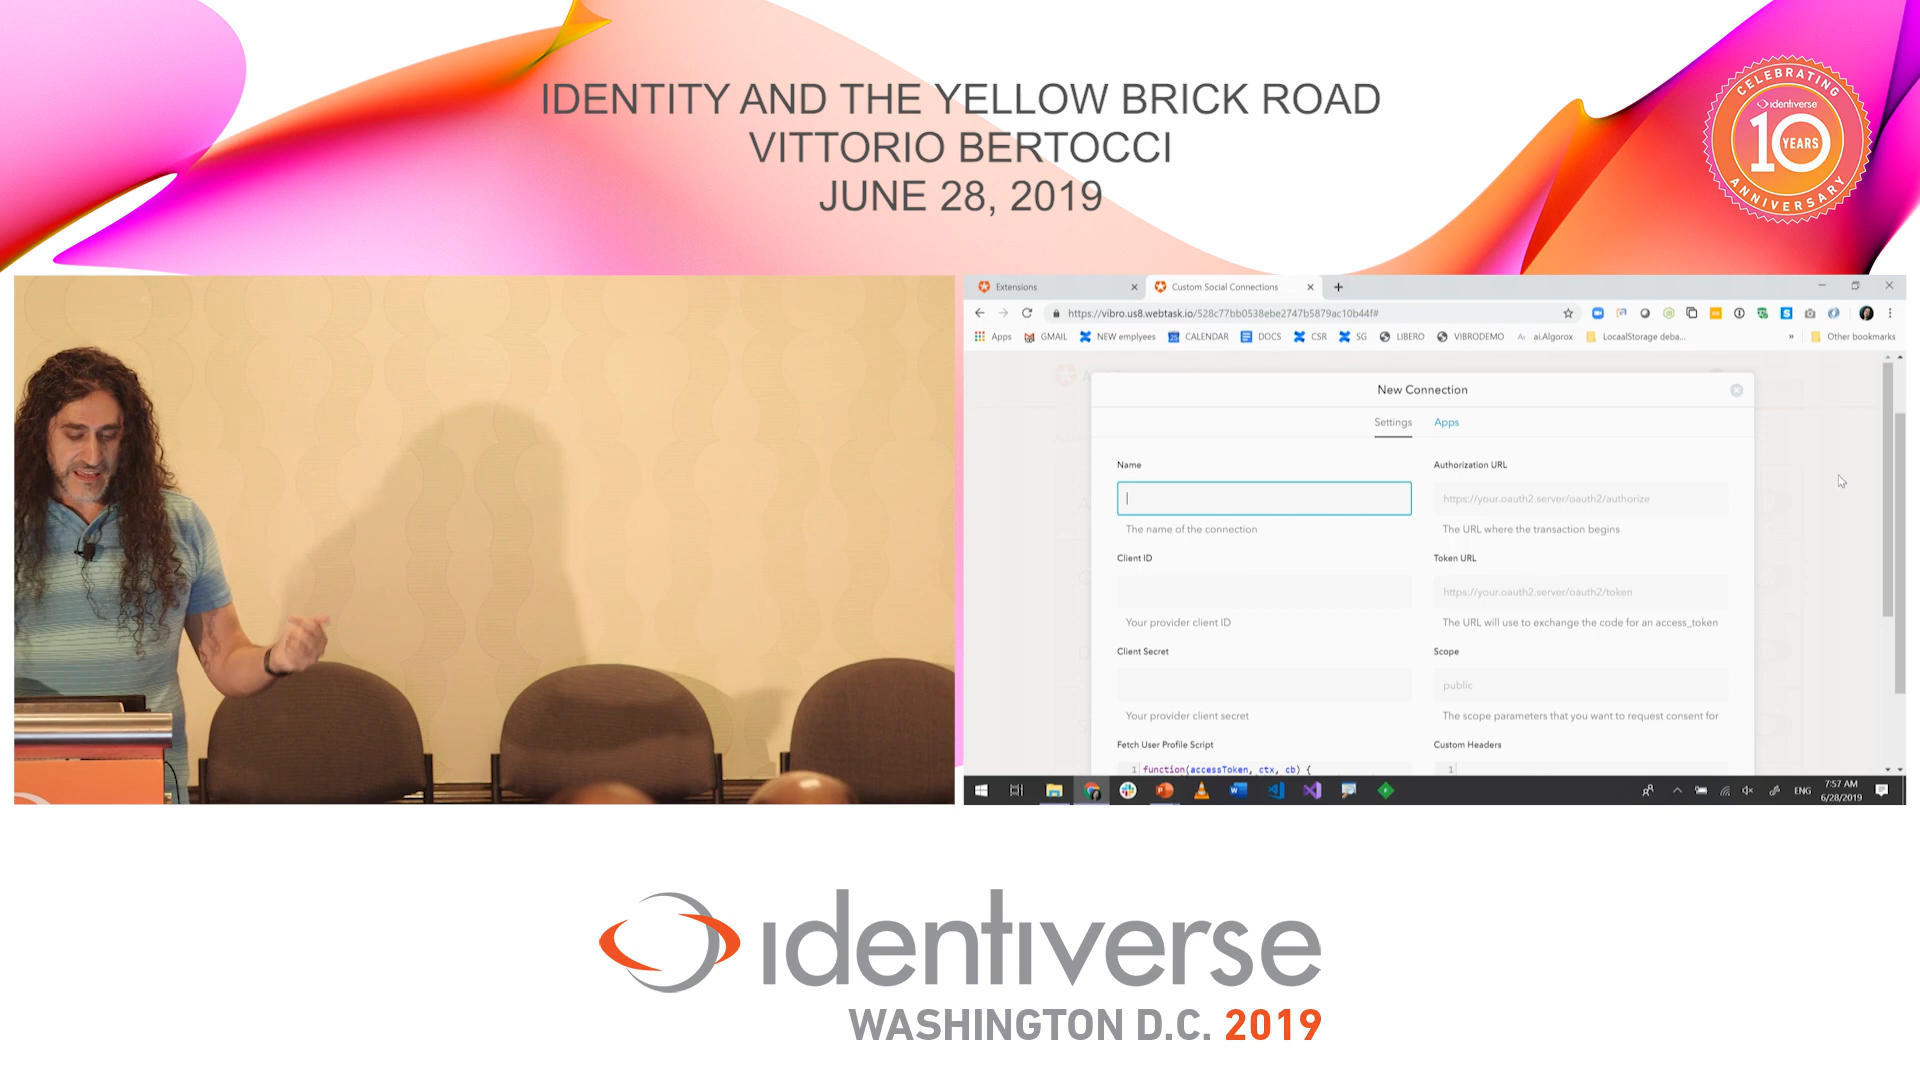 IDENTITY AND THE YELLOW BRICK ROAD
VITTORIO BERTOCCI
JUNE 28, 2019
CELEBRATING
identiverse
10 YEARS
ANNIVERSARY
Extensions
Custom Social Connections
https://vibro.us8.webtask.io/528c77bb0538ebe2747b5879ac10b44f#
Apps GMAIL NEW emplyees CALENDAR DOCS CSR SG LIBERO VIBRODEMO ai.Algorox LocaalStorage deba... » Other bookmarks
New Connection
Settings Apps
Name
The name of the connection
Authorization URL
https://your.oauth2.server/oauth2/authorize
The URL where the transaction begins
Client ID
Your provider client ID
Token URL
https://your.oauth2.server/oauth2/token
The URL will use to exchange the code for an access_token
Client Secret
Your provider client secret
Scope
public
The scope parameters that you want to request consent for
Fetch User Profile Script
1 function(accessToken, ctx, cb) {
Custom Headers
1
ENG
7:57 AM
6/28/2019
identiverse
WASHINGTON D.C. 2019